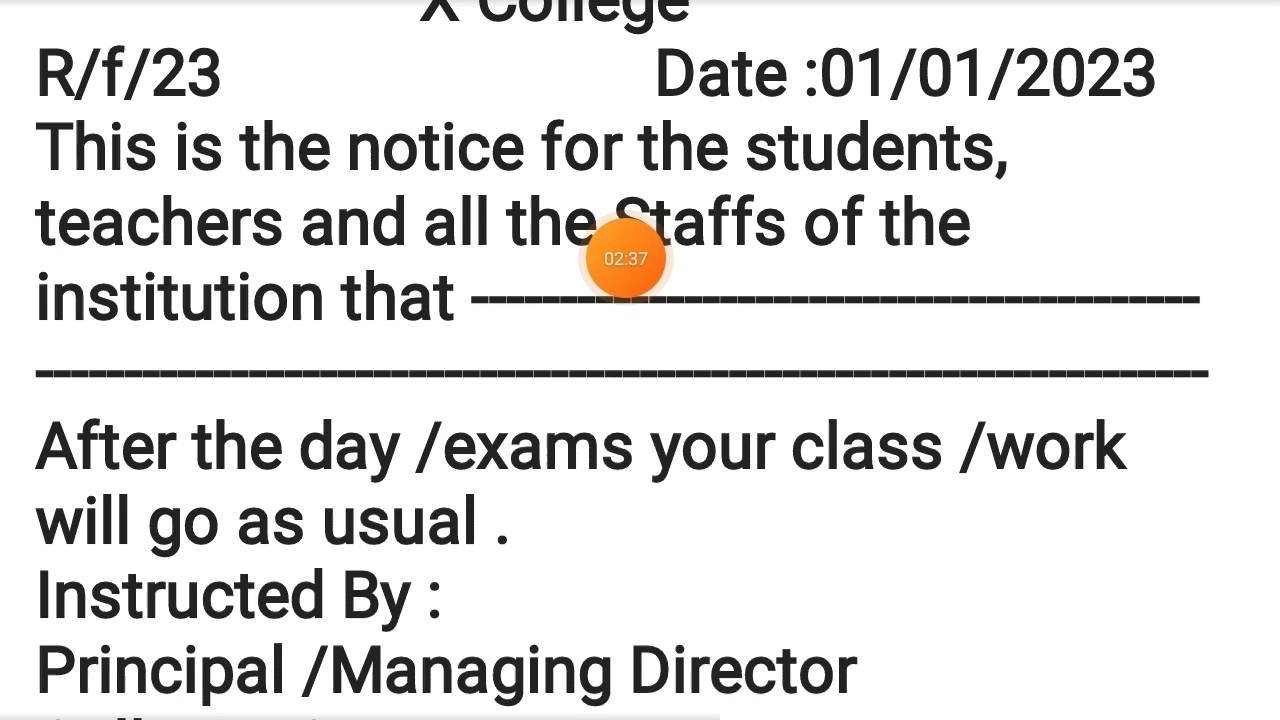 X College
R/f/23 Date :01/01/2023
This is the notice for the students,
teachers and all the Staffs of the
institution that ----------------------------------------
----------------------------------------------------------------
After the day /exams your class /work
will go as usual .
Instructed By :
Principal /Managing Director
02:37